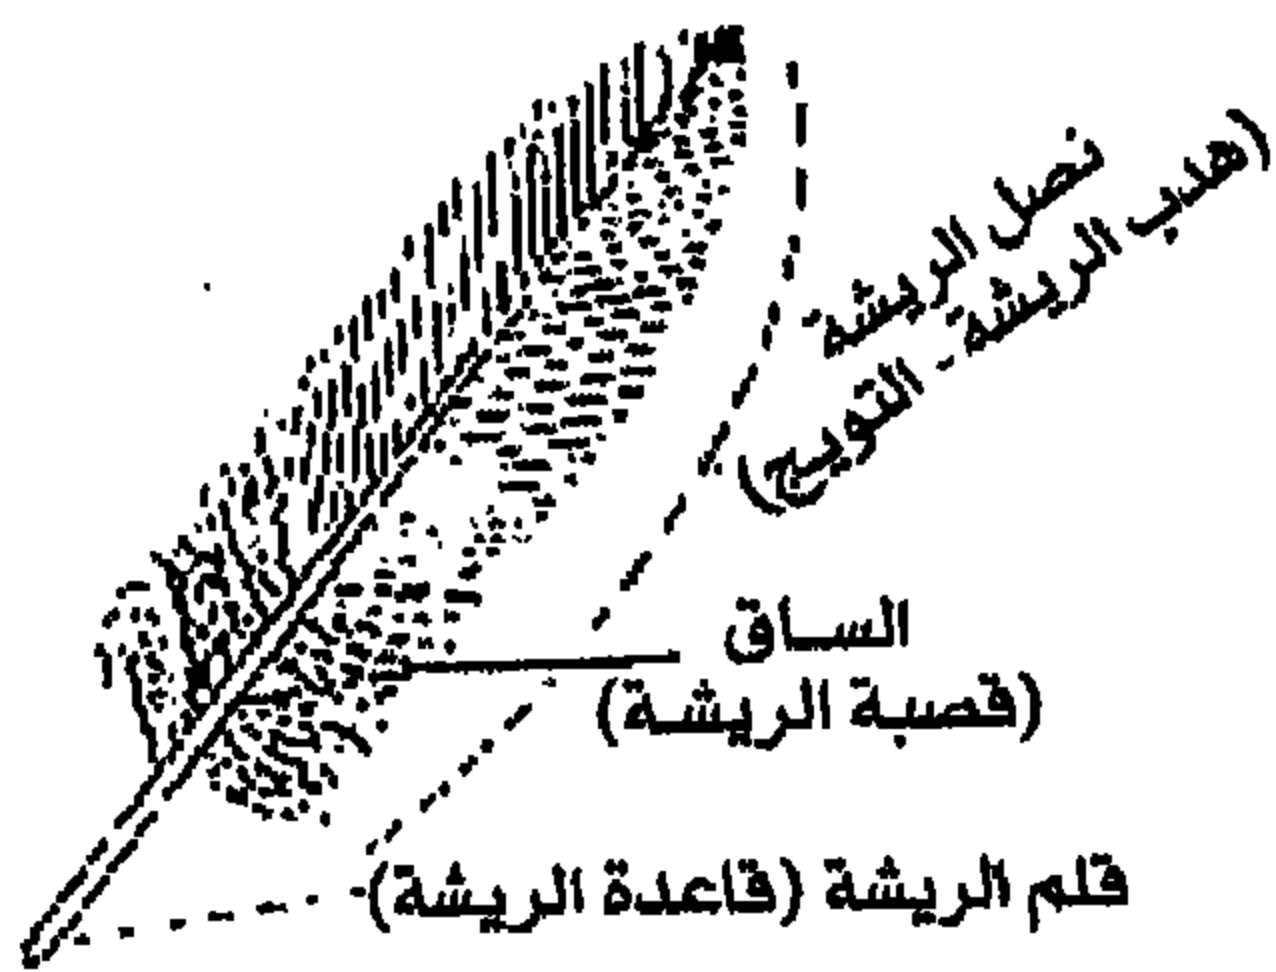 نصل الريشة
(هدب الريشة - التويج)
الساق
(قصبة الريشة)
قلم الريشة (قاعدة الريشة)